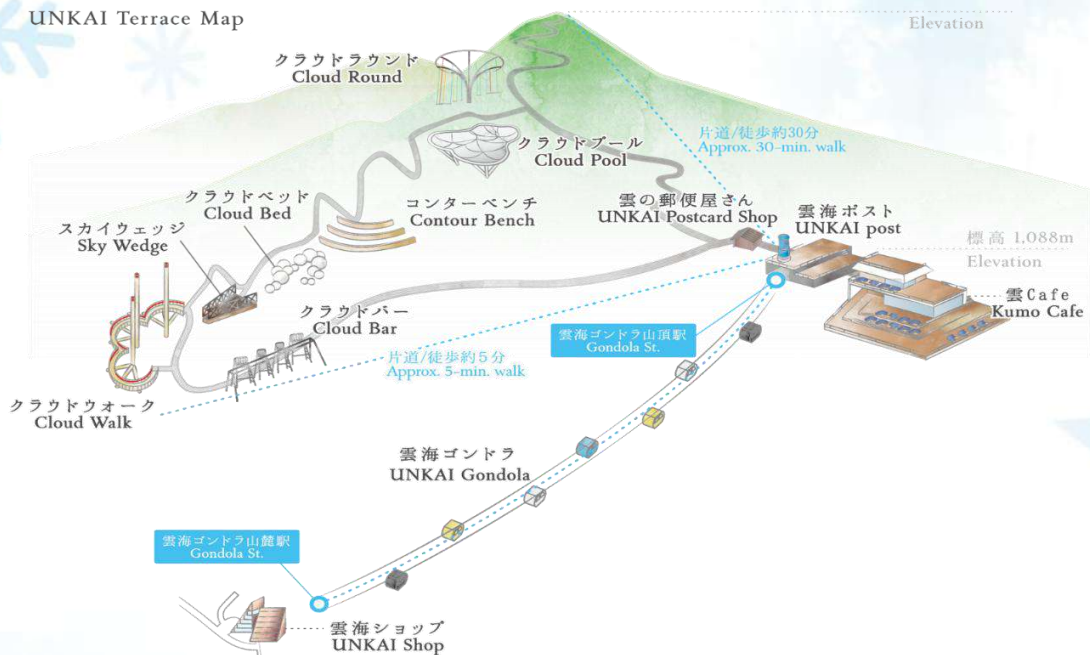 UNKAI Terrace Map
Elevation
クラウドラウンド
Cloud Round
片道/徒歩約30分
Approx. 30-min. walk
クラウドプール
Cloud Pool
クラウドベッド
Cloud Bed
コンターベンチ
Contour Bench
雲の郵便屋さん
UNKAI Postcard Shop
雲海ポスト
UNKAI post
スカイウェッジ
Sky Wedge
標高 1,088m
Elevation
雲Cafe
Kumo Cafe
クラウドバー
Cloud Bar
雲海ゴンドラ山頂駅
Gondola St.
片道/徒歩約5分
Approx. 5-min. walk
クラウドウォーク
Cloud Walk
雲海ゴンドラ
UNKAI Gondola
雲海ゴンドラ山麓駅
Gondola St.
雲海ショップ
UNKAI Shop